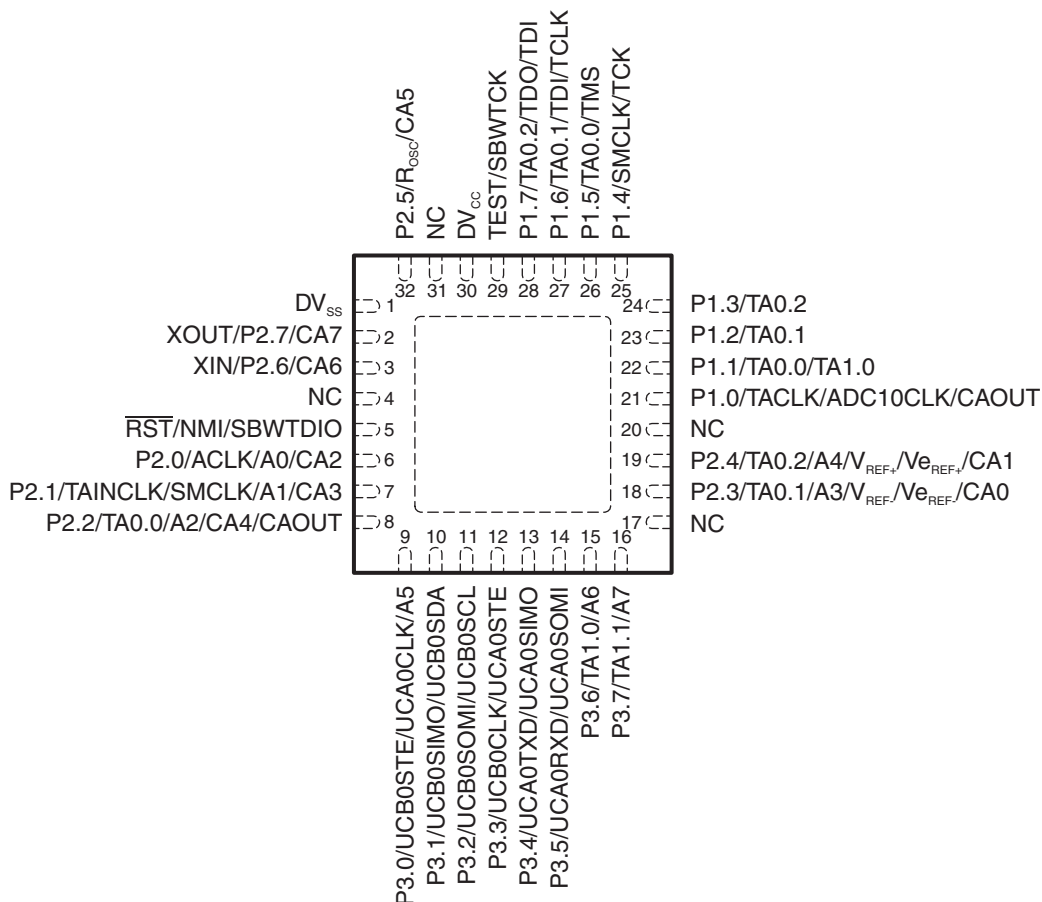 P2.5/ROSC/CA5
NC
DVCC
TEST/SBWTCK
P1.7/TA0.2/TDO/TDI
P1.6/TA0.1/TDI/TCLK
P1.5/TA0.0/TMS
P1.4/SMCLK/TCK
32 31 30 29 28 27 26 25
DVSS 1
XOUT/P2.7/CA7 2
XIN/P2.6/CA6 3
NC 4
RST/NMI/SBWTDIO 5
P2.0/ACLK/A0/CA2 6
P2.1/TAINCLK/SMCLK/A1/CA3 7
P2.2/TA0.0/A2/CA4/CAOUT 8
24 P1.3/TA0.2
23 P1.2/TA0.1
22 P1.1/TA0.0/TA1.0
21 P1.0/TACLK/ADC10CLK/CAOUT
20 NC
19 P2.4/TA0.2/A4/VREF+/VeREF+/CA1
18 P2.3/TA0.1/A3/VREF-/VeREF-/CA0
17 NC
9 10 11 12 13 14 15 16
P3.0/UCB0STE/UCA0CLK/A5
P3.1/UCB0SIMO/UCB0SDA
P3.2/UCB0SOMI/UCB0SCL
P3.3/UCB0CLK/UCA0STE
P3.4/UCA0TXD/UCA0SIMO
P3.5/UCA0RXD/UCA0SOMI
P3.6/TA1.0/A6
P3.7/TA1.1/A7